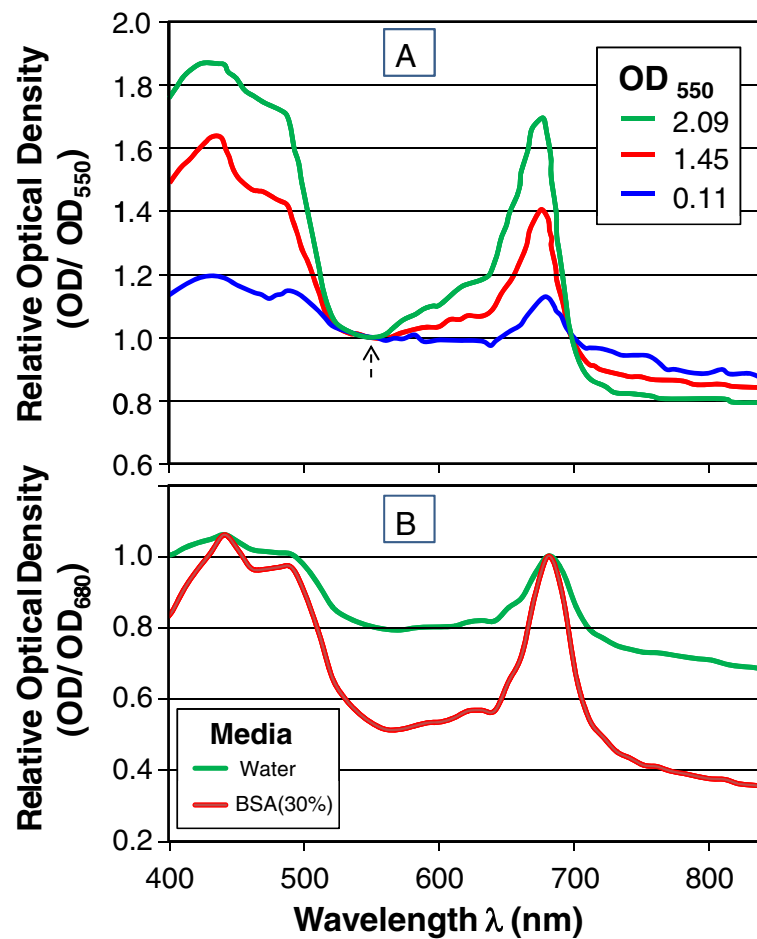 A
OD 550
2.09
1.45
0.11
Relative Optical Density
(OD/ OD550)
2.0
1.8
1.6
1.4
1.2
1.0
0.8
0.6
B
Relative Optical Density
(OD/ OD680)
1.0
0.8
0.6
0.4
0.2
Media
Water
BSA(30%)
400 500 600 700 800
Wavelength λ (nm)